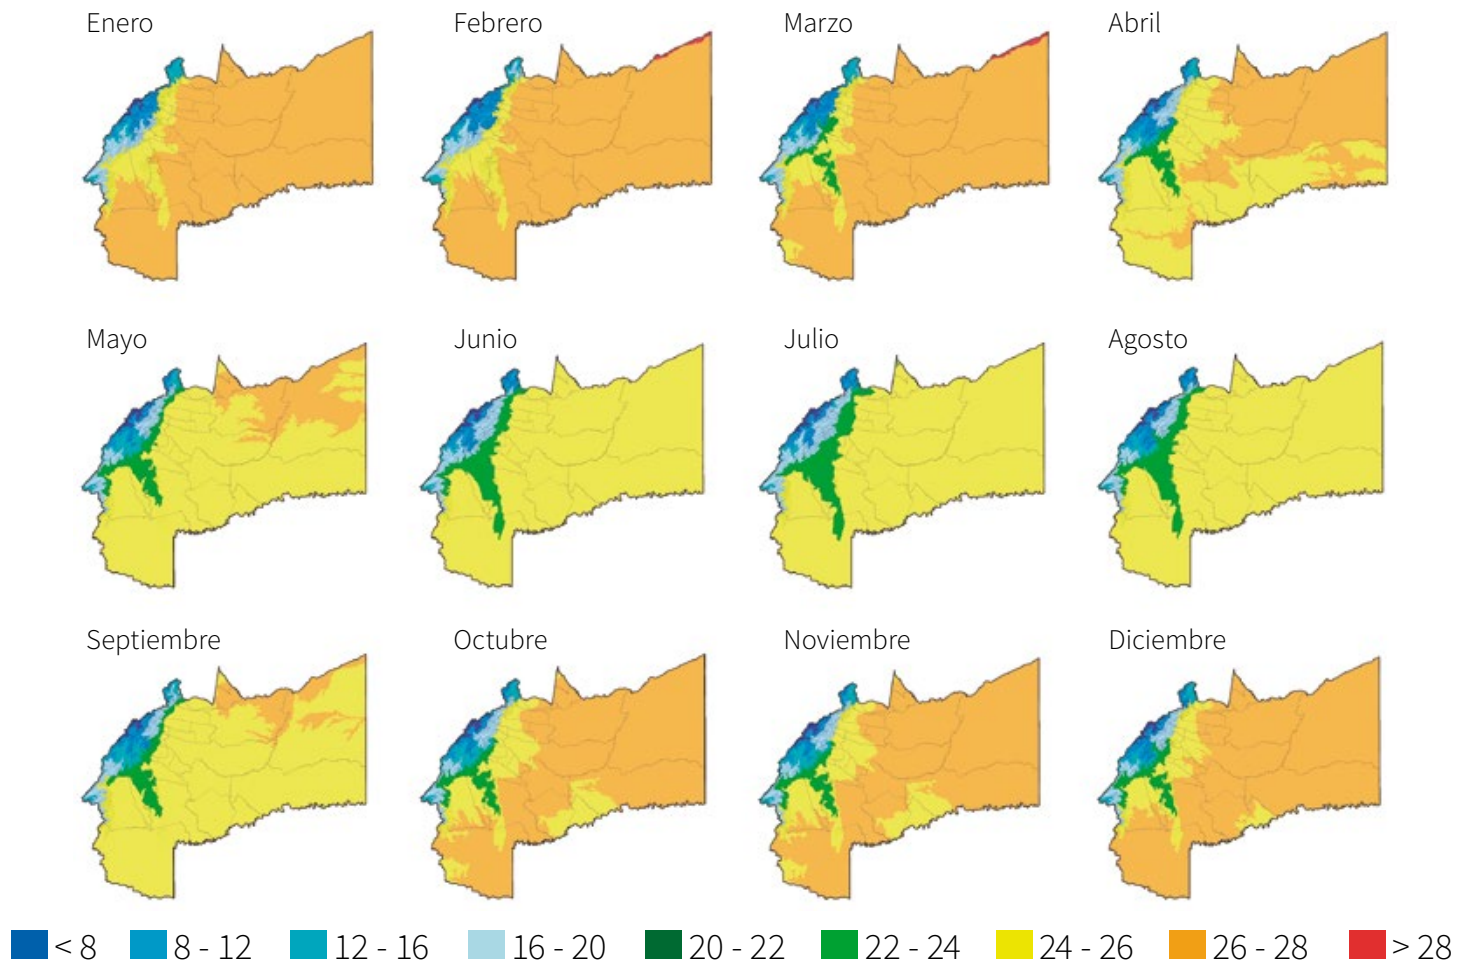 Enero Febrero Marzo Abril
Mayo Junio Julio Agosto
Septiembre Octubre Noviembre Diciembre
< 8 8 - 12 12 - 16 16 - 20 20 - 22 22 - 24 24 - 26 26 - 28 > 28